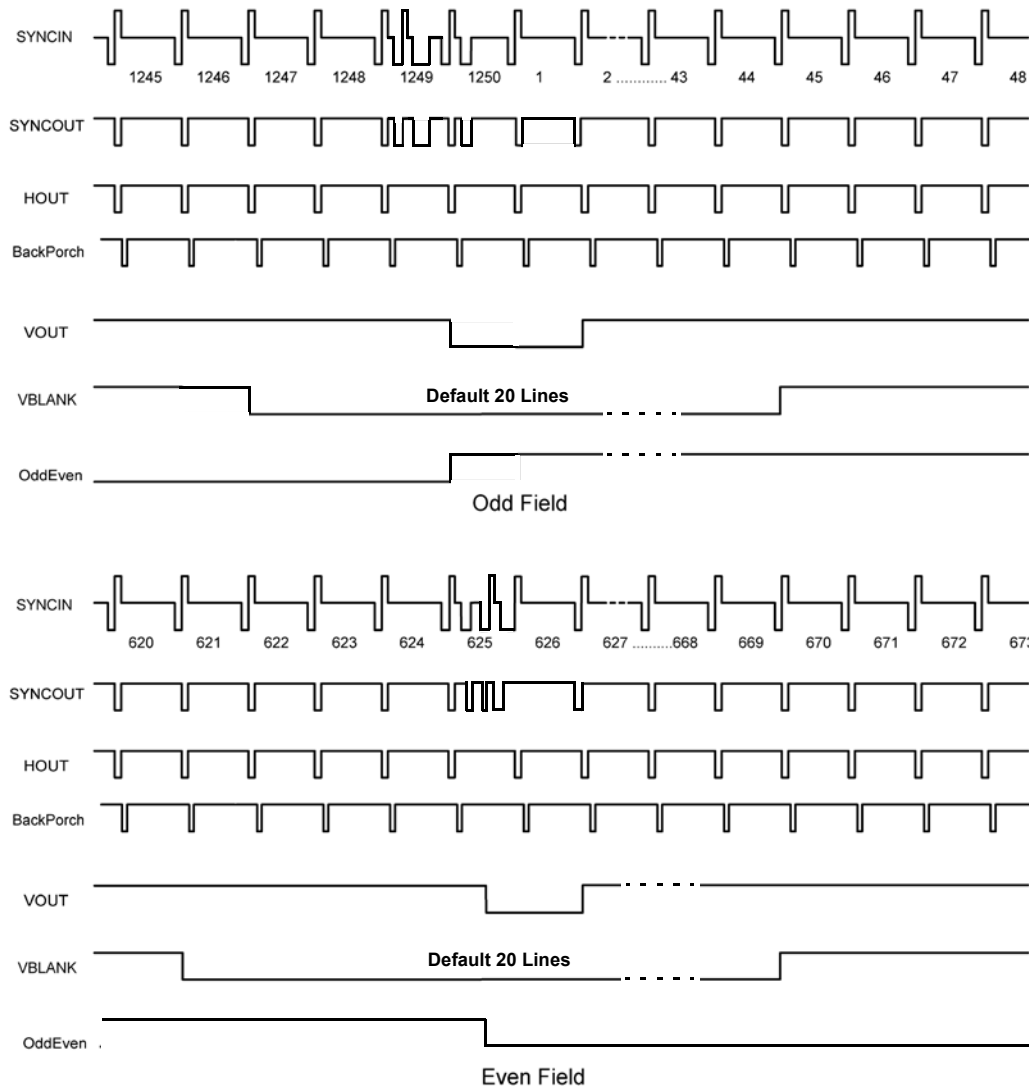 SYNCIN
1245 1246 1247 1248 1249 1250 1 2 ............. 43 44 45 46 47 48
SYNCOUT
HOUT
BackPorch
VOUT
VBLANK
Default 20 Lines
OddEven
Odd Field
SYNCIN
620 621 622 623 624 625 626 627 ..........668 669 670 671 672 673
SYNCOUT
HOUT
BackPorch
VOUT
VBLANK
Default 20 Lines
OddEven
Even Field